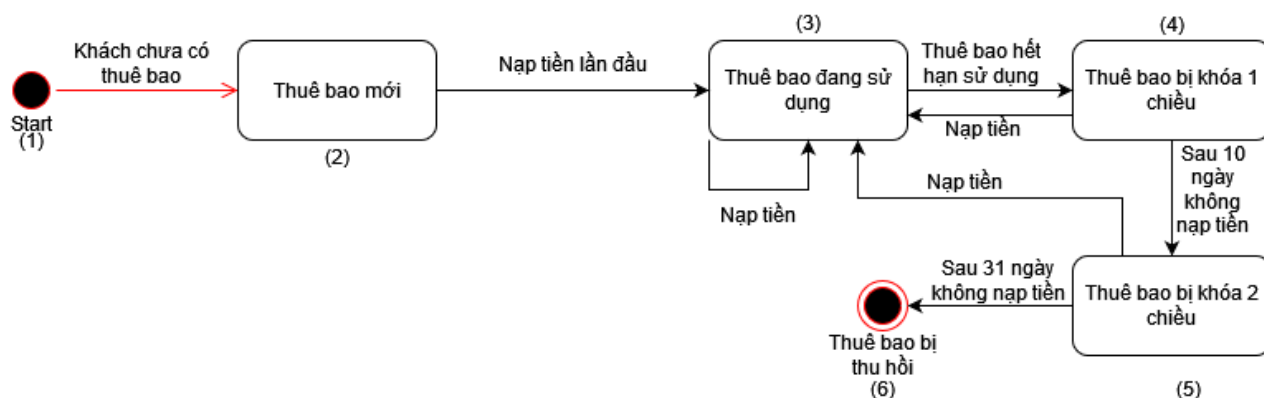 Khách chưa có
thuê bao
Start
(1)
Thuê bao mới
(2)
Nạp tiền lần đầu
(3)
Thuê bao đang sử
dụng
Nạp tiền
Thuê bao hết
hạn sử dụng
Nạp tiền
(4)
Thuê bao bị khóa 1
chiều
Sau 10
ngày
không
nạp tiền
Nạp tiền
Thuê bao bị khóa 2
chiều
(5)
Sau 31 ngày
không nạp tiền
Thuê bao bị
thu hồi
(6)